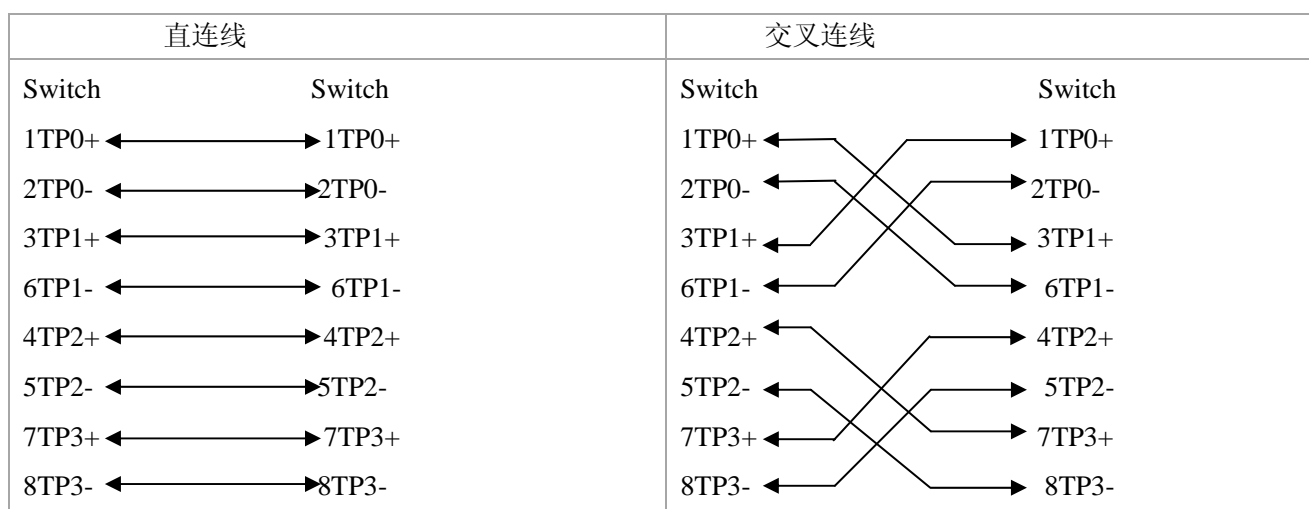 直连线 交叉连线
Switch Switch Switch Switch
1TP0+ 1TP0+ 1TP0+ 1TP0+
2TP0- 2TP0- 2TP0- 2TP0-
3TP1+ 3TP1+ 3TP1+ 3TP1+
6TP1- 6TP1- 6TP1- 6TP1-
4TP2+ 4TP2+ 4TP2+ 4TP2+
5TP2- 5TP2- 5TP2- 5TP2-
7TP3+ 7TP3+ 7TP3+ 7TP3+
8TP3- 8TP3- 8TP3- 8TP3-